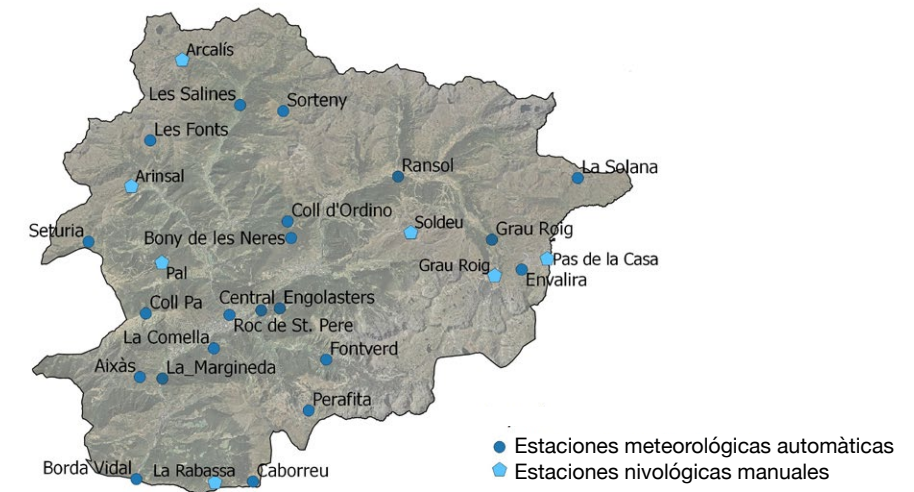 Arcalís
Les Salines
Sorteny
Les Fonts
Ransol
La Solana
Arinsal
Coll d'Ordino
Soldeu
Seturia
Bony de les Neres
Grau Roig
Pas de la Casa
Grau Roig
Pal
Envalira
Coll Pa
Central
Engolasters
Roc de St. Pere
La Comella
Fontverd
Aixàs
La_Margineda
Perafita
Estaciones meteorológicas automàticas
Borda Vidal
La Rabassa
Caborreu
Estaciones nivológicas manuales